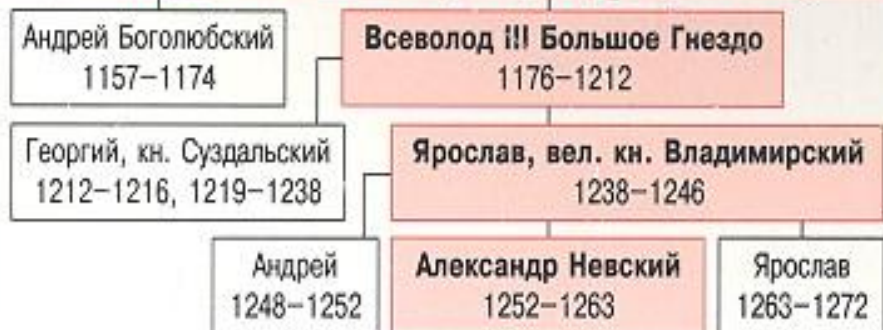 Андрей Боголюбский
1157–1174
Всеволод III Большое Гнездо
1176–1212
Георгий, кн. Суздальский
1212–1216, 1219–1238
Ярослав, вел. кн. Владимирский
1238–1246
Андрей
1248–1252
Александр Невский
1252–1263
Ярослав
1263–1272